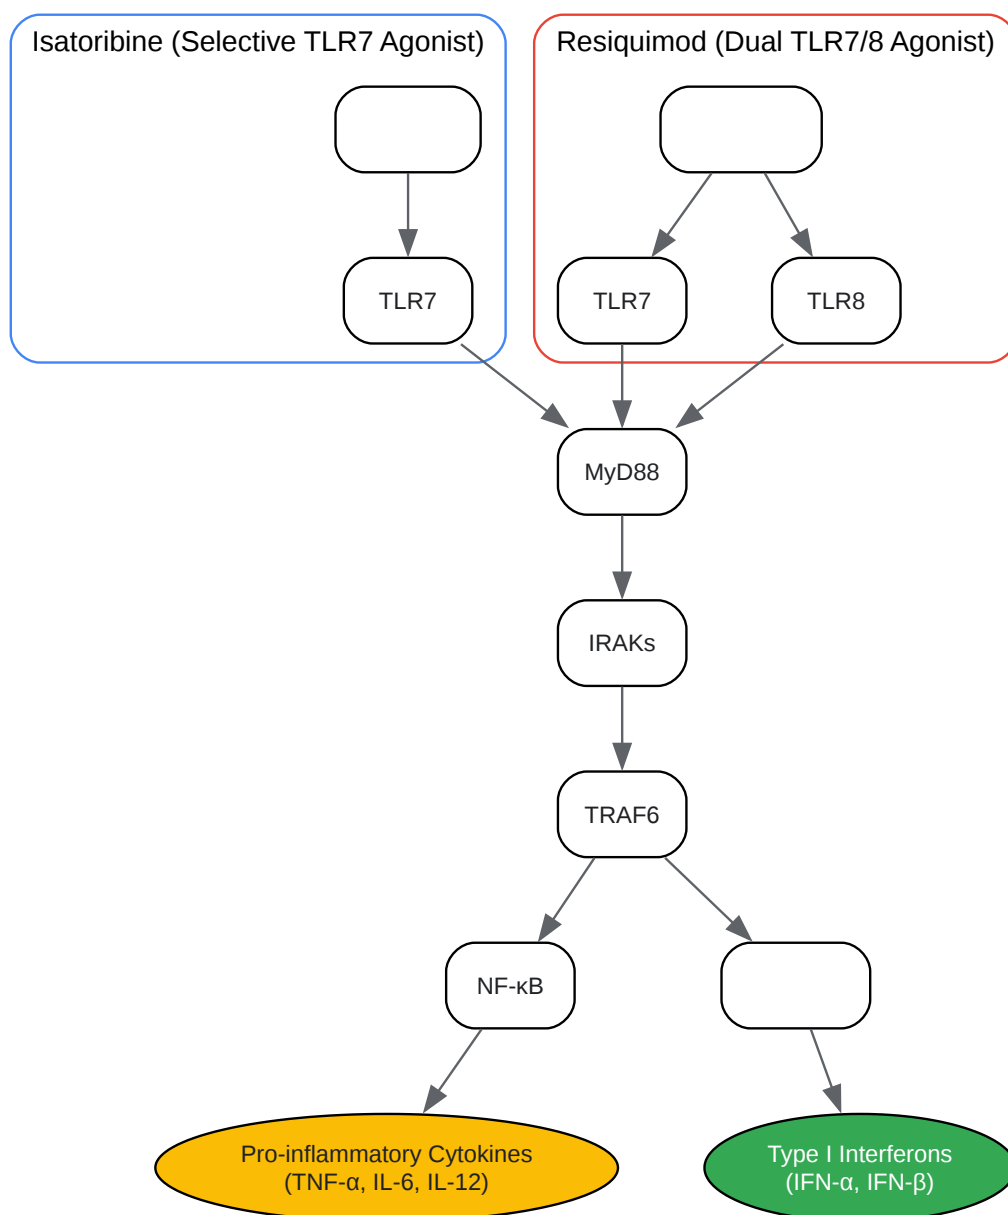 Isatoribine (Selective TLR7 Agonist)
Resiquimod (Dual TLR7/8 Agonist)
TLR7
TLR7
TLR8
MyD88
IRAKs
TRAF6
NF-κB
Pro-inflammatory Cytokines
(TNF-α, IL-6, IL-12)
Type I Interferons
(IFN-α, IFN-β)